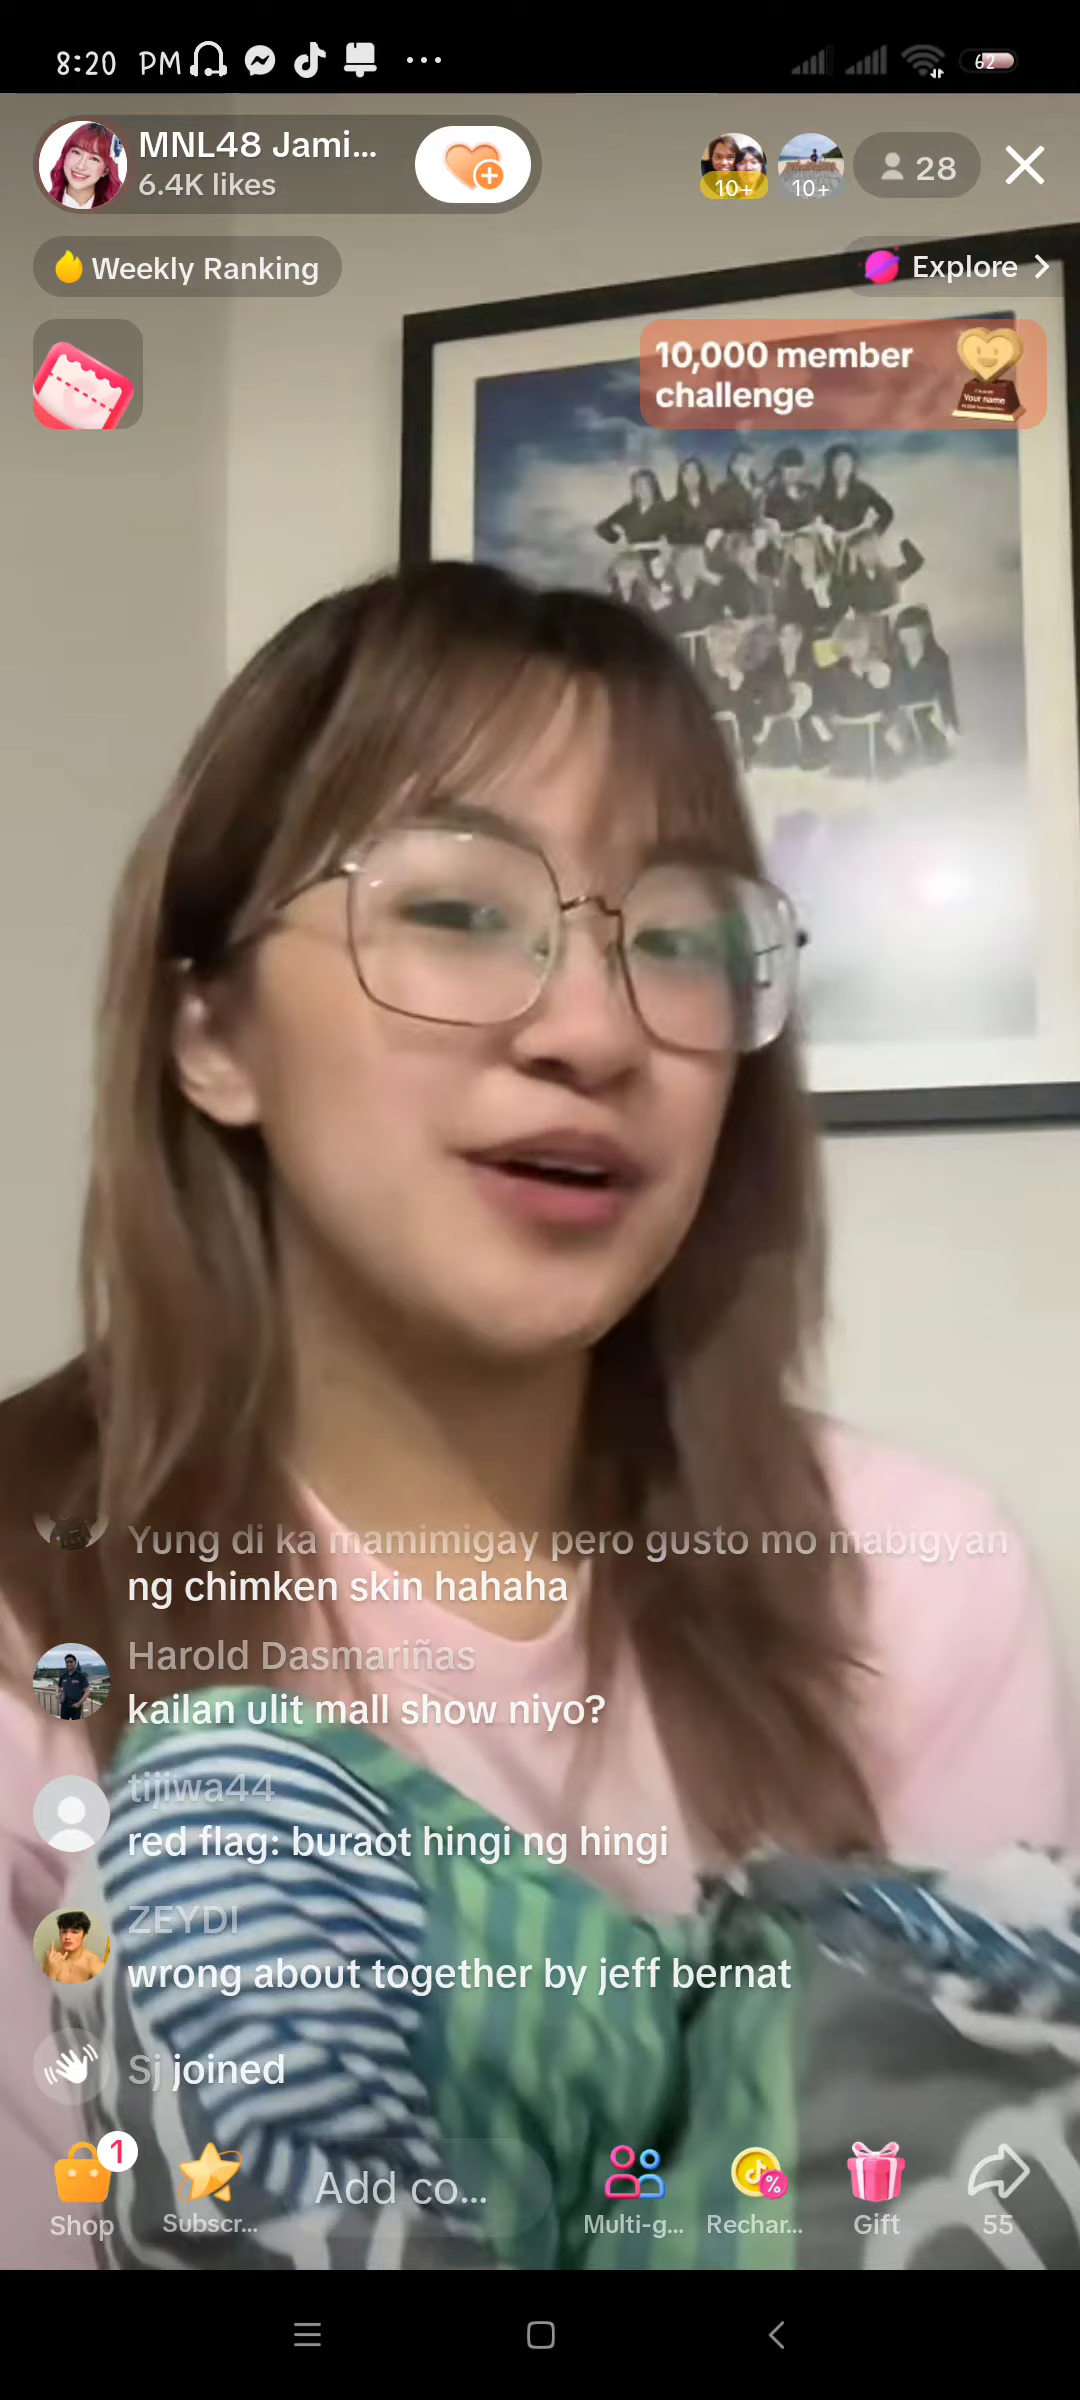 8:20 PM
62
MNL48 Jami...
6.4K likes
10+
10+
28
Weekly Ranking
Explore
10,000 member
challenge
Your name
Yung di ka mamimigay pero gusto mo mabigyan
ng chimken skin hahaha
Harold Dasmariñas
kailan ulit mall show niyo?
tijiwa44
red flag: buraot hingi ng hingi
ZEYDI
wrong about together by jeff bernat
Sj joined
1
Shop
Subscr...
Add co...
Multi-g...
Rechar...
Gift
55